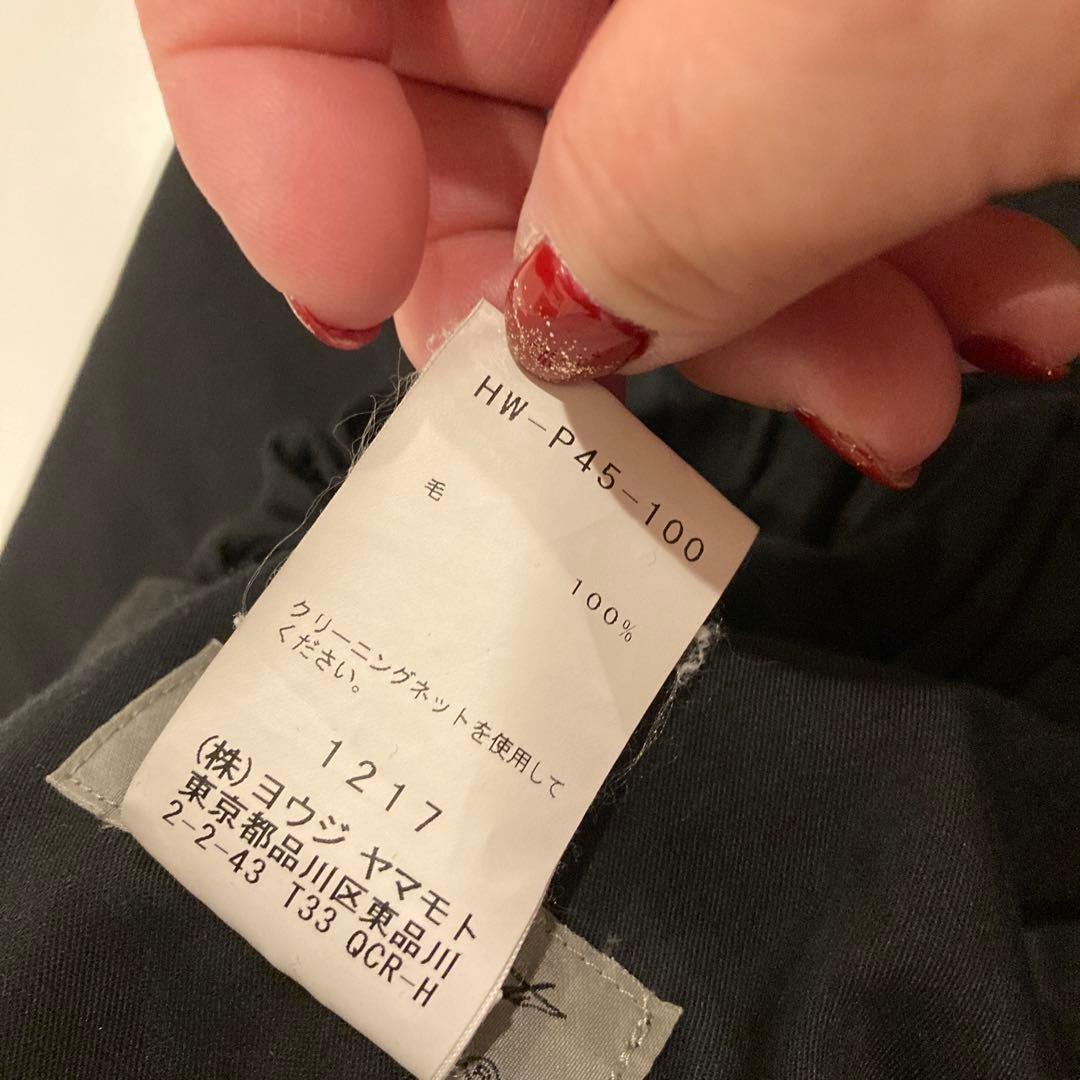 HW-P45-100
毛 100%
クリーニングネットを使用して
ください。
1217
(株)ヨウジ ヤマモト
東京都品川区東品川
2-2-43 T33 QCR-H